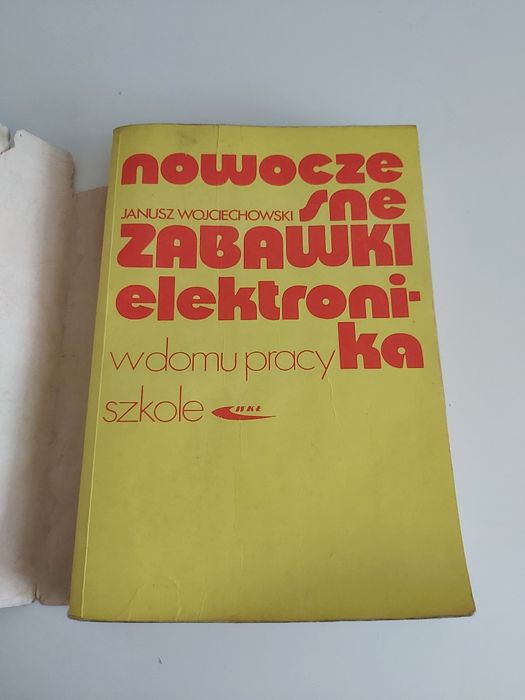 nowocze
JANUSZ WOJCIECHOWSKI sne
ZABAWKI
elektroni-
w domu pracy ka
szkole WKŁ